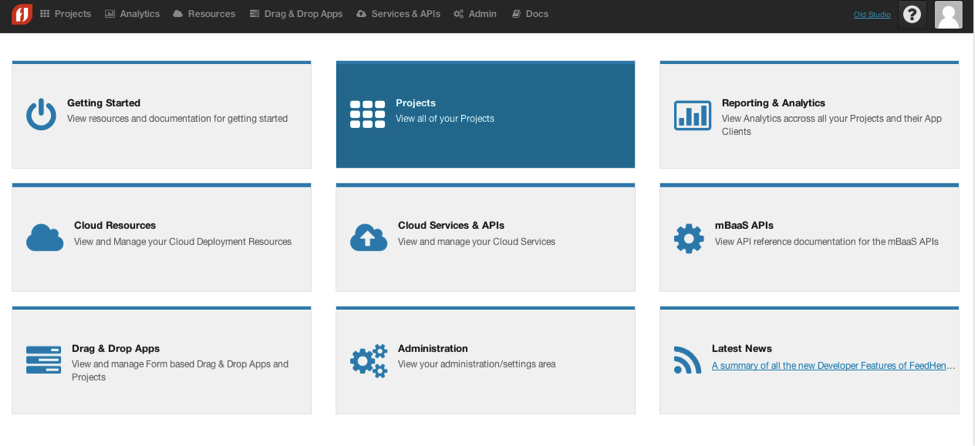 Projects Analytics Resources Drag & Drop Apps Services & APIs Admin Docs Old Studio ?
Getting Started
View resources and documentation for getting started
Projects
View all of your Projects
Reporting & Analytics
View Analytics accross all your Projects and their App
Clients
Cloud Resources
View and Manage your Cloud Deployment Resources
Cloud Services & APIs
View and manage your Cloud Services
mBaaS APIs
View API reference documentation for the mBaaS APIs
Drag & Drop Apps
View and manage Form based Drag & Drop Apps and
Projects
Administration
View your administration/settings area
Latest News
A summary of all the new Developer Features of FeedHen...